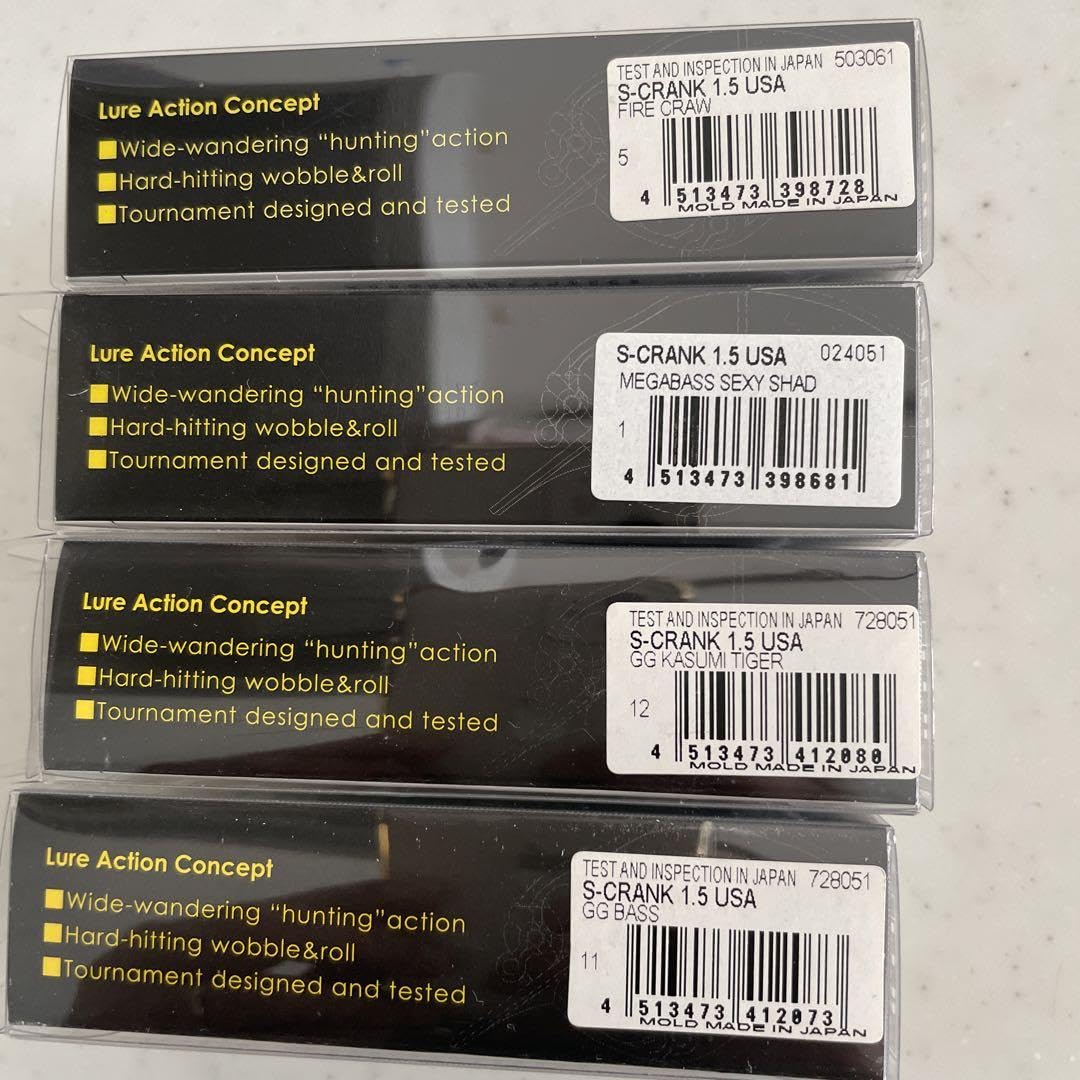 Lure Action Concept
■Wide-wandering “hunting”action
■Hard-hitting wobble&roll
■Tournament designed and tested
TEST AND INSPECTION IN JAPAN 503061
S-CRANK 1.5 USA
FIRE CRAW
5
4 513473 398728
MOLD MADE IN JAPAN
Lure Action Concept
■Wide-wandering “hunting”action
■Hard-hitting wobble&roll
■Tournament designed and tested
S-CRANK 1.5 USA 024051
MEGABASS SEXY SHAD
1
4 513473 398681
Lure Action Concept
■Wide-wandering “hunting”action
■Hard-hitting wobble&roll
■Tournament designed and tested
TEST AND INSPECTION IN JAPAN 728051
S-CRANK 1.5 USA
GG KASUMI TIGER
12
4 513473 412080
MOLD MADE IN JAPAN
Lure Action Concept
■Wide-wandering “hunting”action
■Hard-hitting wobble&roll
■Tournament designed and tested
TEST AND INSPECTION IN JAPAN 728051
S-CRANK 1.5 USA
GG BASS
11
4 513473 412073
MOLD MADE IN JAPAN